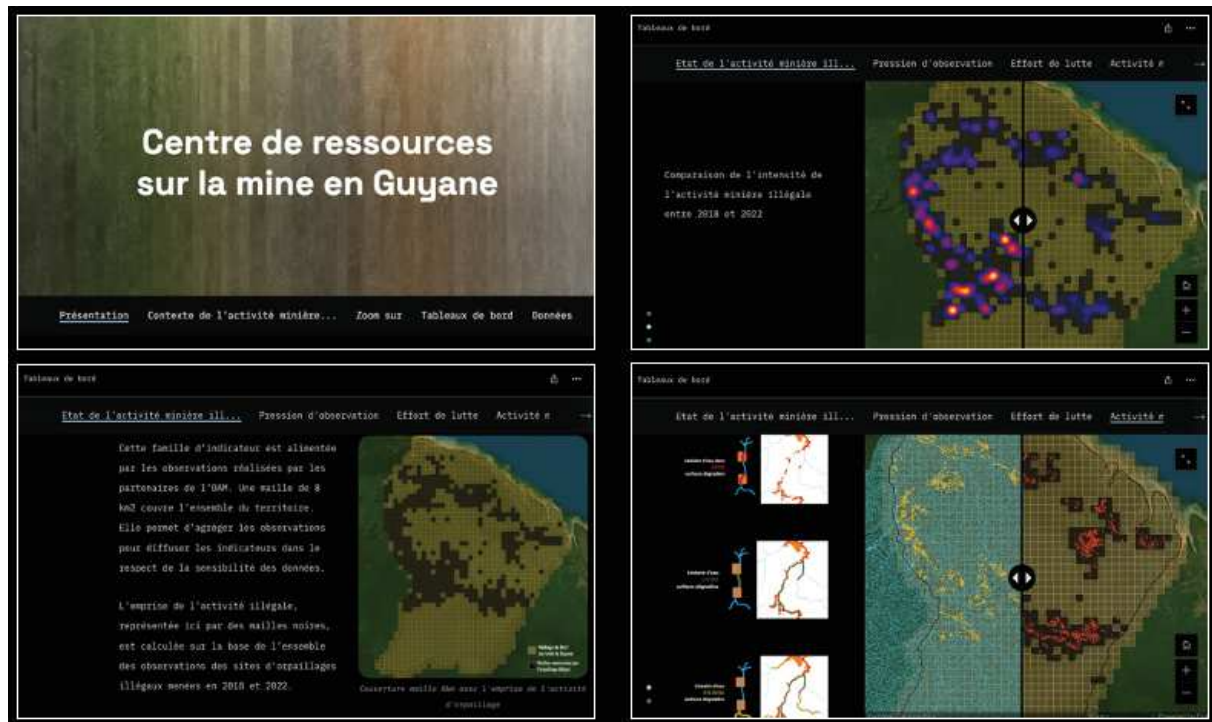 Centre de ressources
sur la mine en Guyane
Présentation Contexte de l'activité minière... Zoom sur Tableaux de bord Données
Tableaux de bord
Etat de l'activité minière ill... Pression d'observation Effort de lutte Activité m
Comparaison de l'intensité de
l'activité minière illégale
entre 2018 et 2022
Tableaux de bord
Etat de l'activité minière ill... Pression d'observation Effort de lutte Activité m
Cette famille d'indicateur est alimentée
par les observations réalisées par les
partenaires de l'OAM. Une maille de 8
km2 couvre l'ensemble du territoire.
Elle permet d'agréger les observations
pour diffuser les indicateurs dans le
respect de la sensibilité des données.
L'emprise de l'activité illégale,
représentée ici par des mailles noires,
est calculée sur la base de l'ensemble
des observations des sites d'orpaillages
illégaux menées en 2018 et 2022.
Couverture maille 8km avec l'emprise de l'activité
d'orpaillage
Tableaux de bord
Etat de l'activité minière ill... Pression d'observation Effort de lutte Activité m
surface dégradées
surface dégradées
surface dégradées